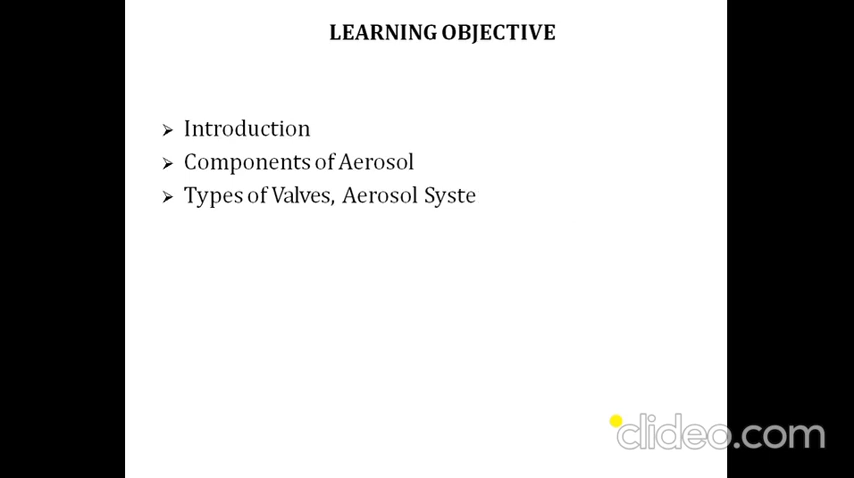 LEARNING OBJECTIVE
➢ Introduction
➢ Components of Aerosol
➢ Types of Valves, Aerosol Syste
clideo.com